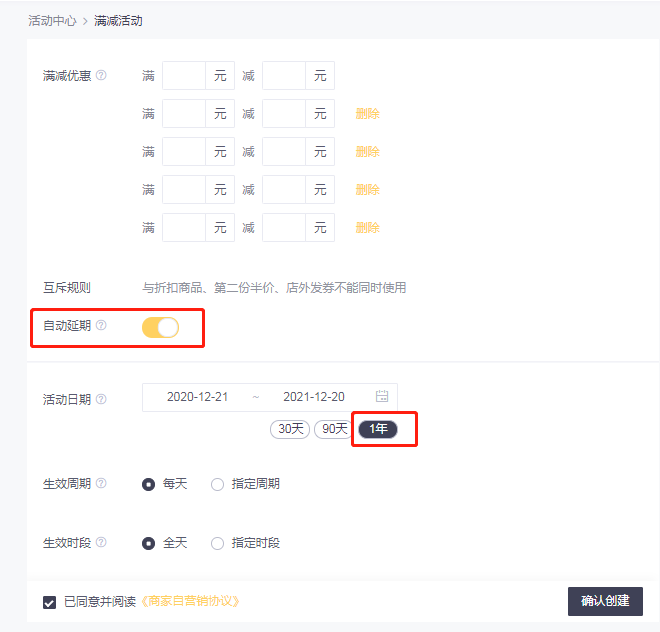 活动中心 > 满减活动
满减优惠 ? 满 元 减 元
满 元 减 元 删除
满 元 减 元 删除
满 元 减 元 删除
满 元 减 元 删除
互斥规则 与折扣商品、第二份半价、店外发券不能同时使用
自动延期 ?
活动日期 ? 2020-12-21 ~ 2021-12-20
30天 90天 1年
生效周期 ? 每天 指定周期
生效时段 ? 全天 指定时段
已同意并阅读《商家自营销协议》 确认创建